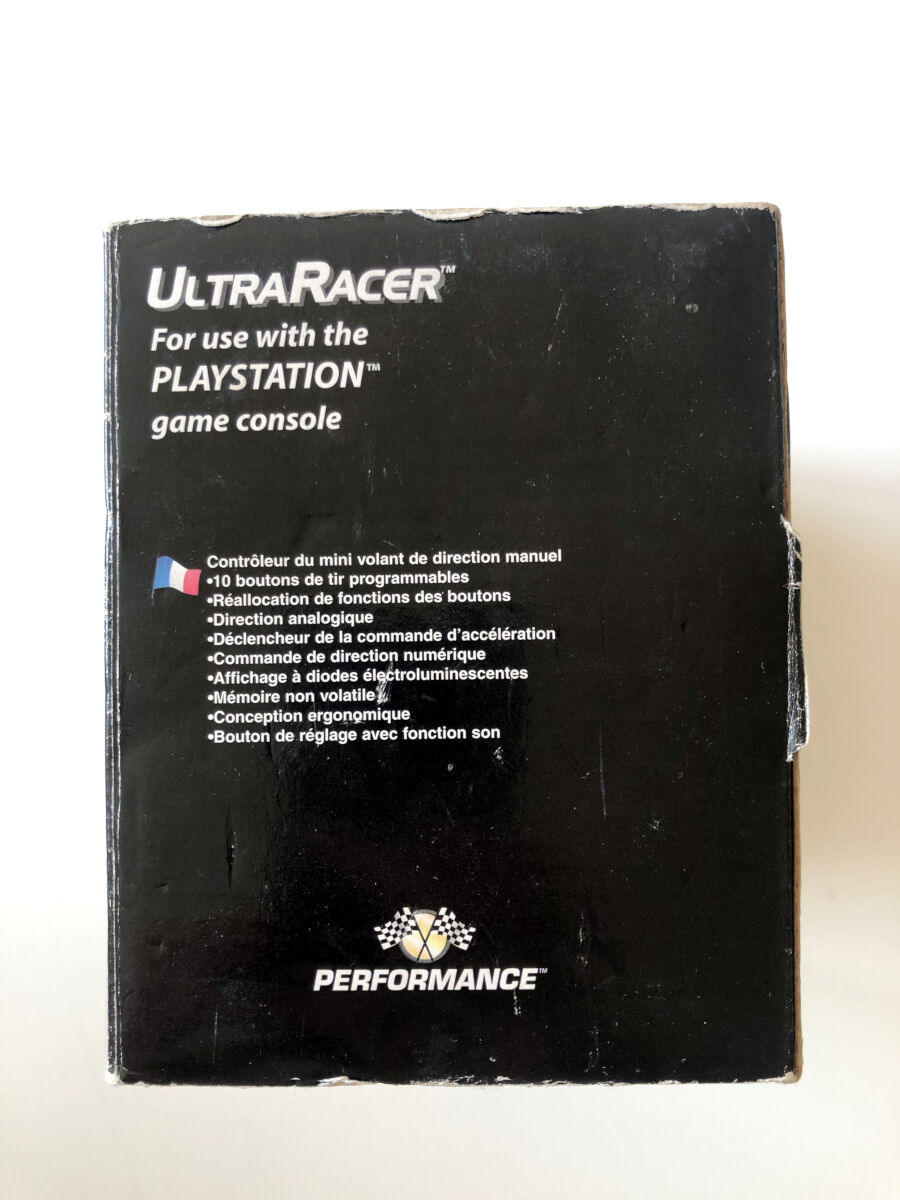 ULTRARACER™
For use with the
PLAYSTATION™
game console
Contrôleur du mini volant de direction manuel
•10 boutons de tir programmables
•Réallocation de fonctions des boutons
•Direction analogique
•Déclencheur de la commande d'accélération
•Commande de direction numérique
•Affichage à diodes électroluminescentes
•Mémoire non volatile
•Conception ergonomique
•Bouton de réglage avec fonction son
PERFORMANCE™